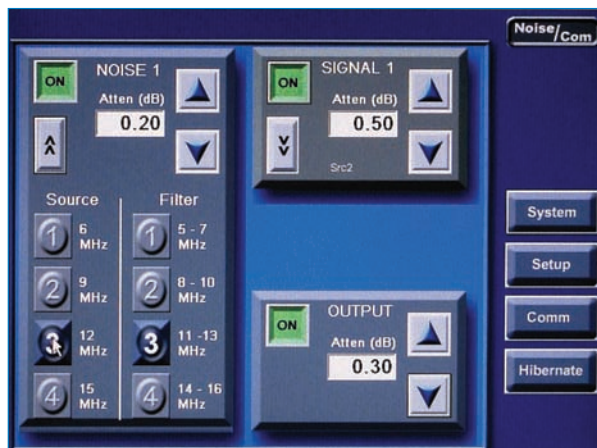 Noise/Com
ON
NOISE 1
Atten (dB)
0.20
Source
Filter
1
6 MHz
1
5 - 7 MHz
2
9 MHz
2
8 - 10 MHz
3
12 MHz
3
11 -13 MHz
4
15 MHz
4
14 - 16 MHz
ON
SIGNAL 1
Atten (dB)
0.50
Src2
ON
OUTPUT
Atten (dB)
0.30
System
Setup
Comm
Hibernate